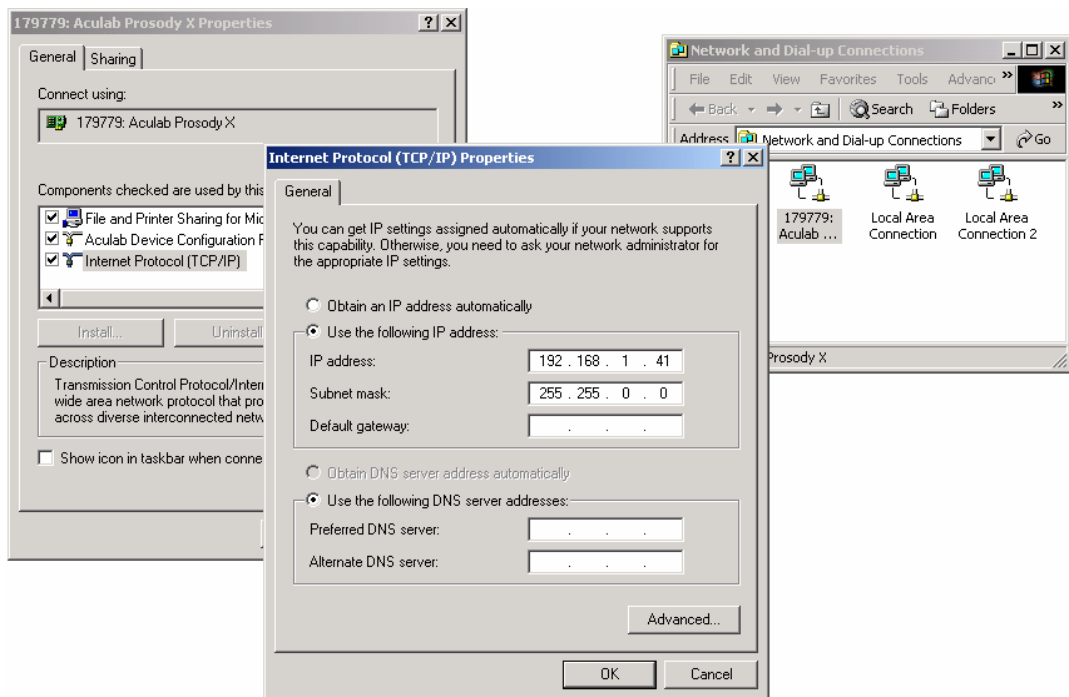 179779: Aculab Prosody X Properties
General Sharing
Connect using:
179779: Aculab Prosody X
Components checked are used by this
File and Printer Sharing for Mic
Aculab Device Configuration
Internet Protocol (TCP/IP)
Install... Uninstall
Description
Transmission Control Protocol/Inter
wide area network protocol that pro
across diverse interconnected netw
Show icon in taskbar when conne
Network and Dial-up Connections
File Edit View Favorites Tools Advanc »
Back Search Folders »
Address Network and Dial-up Connections Go
179779:
Aculab ...
Local Area
Connection
Local Area
Connection 2
Prosody X
Internet Protocol (TCP/IP) Properties
General
You can get IP settings assigned automatically if your network supports
this capability. Otherwise, you need to ask your network administrator for
the appropriate IP settings.
Obtain an IP address automatically
Use the following IP address:
IP address: 192 . 168 . 1 . 41
Subnet mask: 255 . 255 . 0 . 0
Default gateway: . . .
Obtain DNS server address automatically
Use the following DNS server addresses:
Preferred DNS server: . . .
Alternate DNS server: . . .
Advanced...
OK Cancel